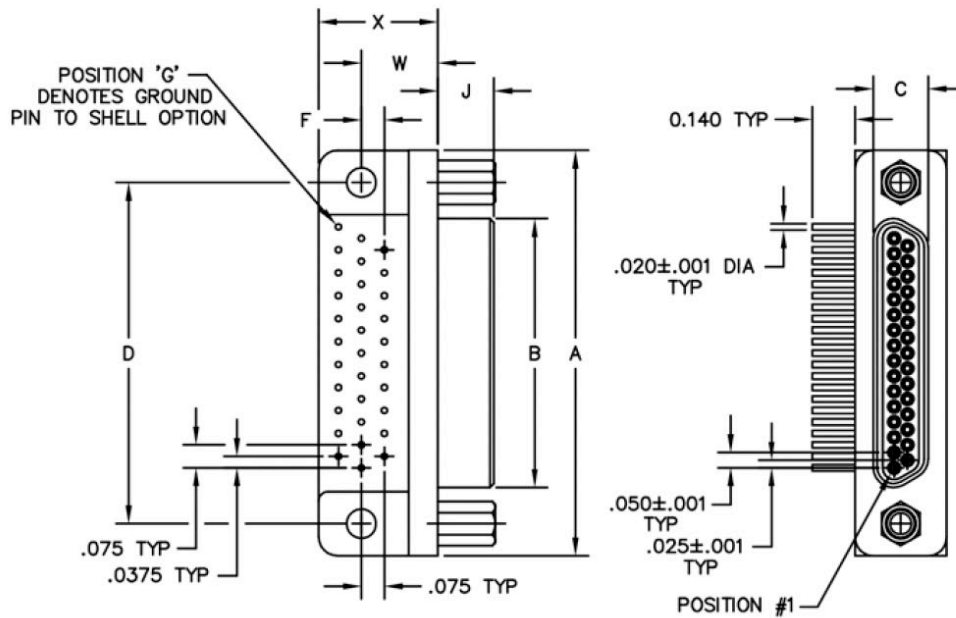 X
W
J
C
POSITION 'G'
DENOTES GROUND
PIN TO SHELL OPTION
F
0.140 TYP
.020±.001 DIA
TYP
D
B
A
.050±.001
TYP
.025±.001
TYP
.075 TYP
.0375 TYP
.075 TYP
POSITION #1